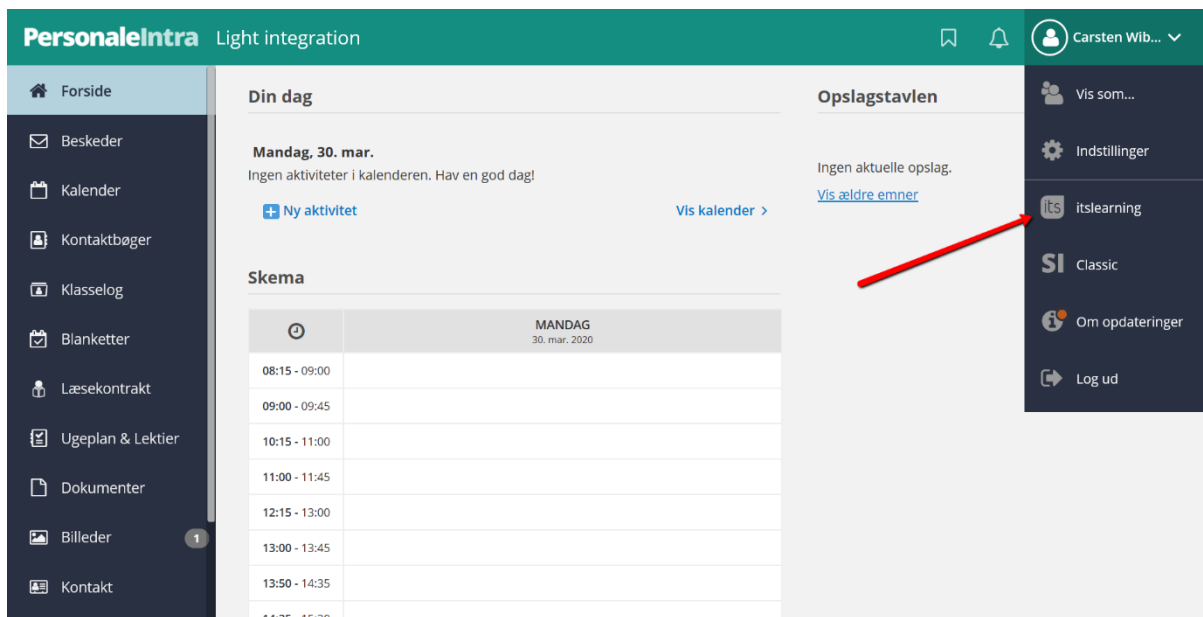 PersonaleIntra Light integration
Carsten Wib...
Forside
Beskeder
Kalender
Kontaktbøger
Klasselog
Blanketter
Læsekontrakt
Ugeplan & Lektier
Dokumenter
Billeder 1
Kontakt
Din dag
Mandag, 30. mar.
Ingen aktiviteter i kalenderen. Hav en god dag!
Ny aktivitet Vis kalender >
Skema
MANDAG
30. mar. 2020
08:15 - 09:00
09:00 - 09:45
10:15 - 11:00
11:00 - 11:45
12:15 - 13:00
13:00 - 13:45
13:50 - 14:35
Opslagstavlen
Ingen aktuelle opslag.
Vis ældre emner
Vis som...
Indstillinger
its itslearning
SI Classic
Om opdateringer
Log ud